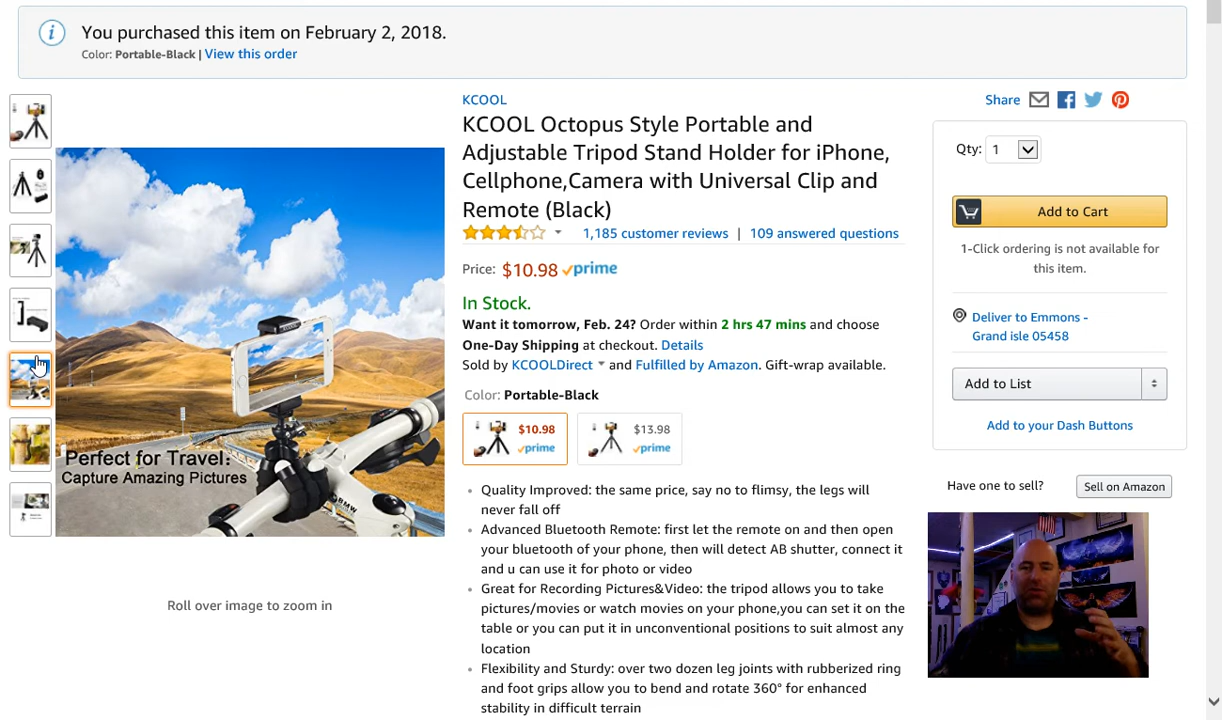 You purchased this item on February 2, 2018.
Color: Portable-Black | View this order
KCOOL
KCOOL Octopus Style Portable and
Adjustable Tripod Stand Holder for iPhone,
Cellphone,Camera with Universal Clip and
Remote (Black)
1,185 customer reviews | 109 answered questions
Price: $10.98 prime
In Stock.
Want it tomorrow, Feb. 24? Order within 2 hrs 47 mins and choose
One-Day Shipping at checkout. Details
Sold by KCOOLDirect and Fulfilled by Amazon. Gift-wrap available.
Color: Portable-Black
$10.98
prime
$13.98
prime
Quality Improved: the same price, say no to flimsy, the legs will
never fall off
Advanced Bluetooth Remote: first let the remote on and then open
your bluetooth of your phone, then will detect AB shutter, connect it
and u can use it for photo or video
Great for Recording Pictures&Video: the tripod allows you to take
pictures/movies or watch movies on your phone,you can set it on the
table or you can put it in unconventional positions to suit almost any
location
Flexibility and Sturdy: over two dozen leg joints with rubberized ring
and foot grips allow you to bend and rotate 360° for enhanced
stability in difficult terrain
Perfect for Travel:
Capture Amazing Pictures
BMW
Roll over image to zoom in
Share
Qty: 1
Add to Cart
1-Click ordering is not available for
this item.
Deliver to Emmons -
Grand isle 05458
Add to List
Add to your Dash Buttons
Have one to sell?
Sell on Amazon